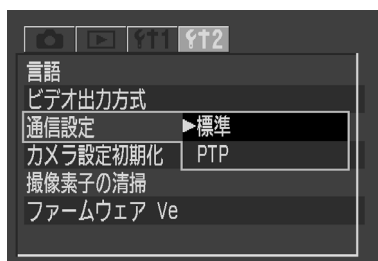 ŸT1 ŸT2
言語
ビデオ出力方式
通信設定 ▶標準
カメラ設定初期化 PTP
撮像素子の清掃
ファームウェア Ve